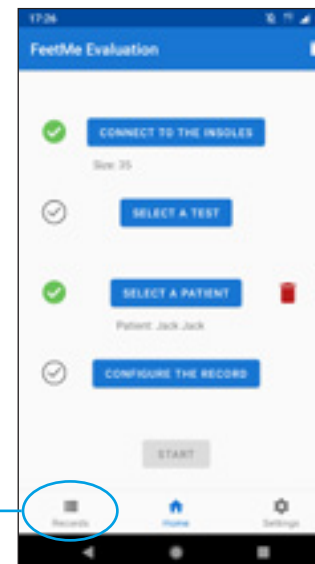 17:26
FeetMe Evaluation
CONNECT TO THE INSOLES
Size: 35
SELECT A TEST
SELECT A PATIENT
Patient: Jack Jack
CONFIGURE THE RECORD
START
Records
Home
Settings